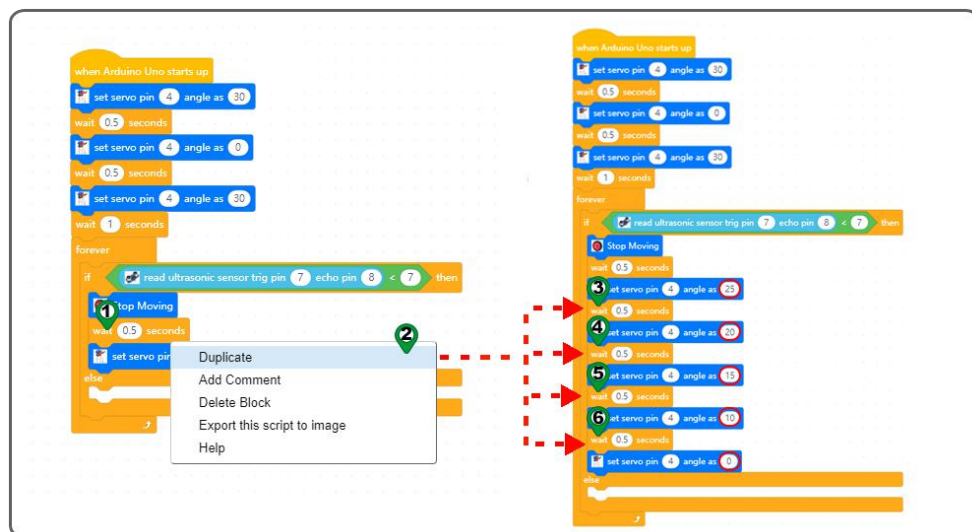 when Arduino Uno starts up
set servo pin 4 angle as 30
wait 0.5 seconds
set servo pin 4 angle as 0
wait 0.5 seconds
set servo pin 4 angle as 30
wait 1 seconds
forever
if read ultrasonic sensor trig pin 7 echo pin 8 < 7 then
1
Stop Moving
wait 0.5 seconds
set servo pin
else
2
Duplicate
Add Comment
Delete Block
Export this script to image
Help
when Arduino Uno starts up
set servo pin 4 angle as 30
wait 0.5 seconds
set servo pin 4 angle as 0
wait 0.5 seconds
set servo pin 4 angle as 30
wait 1 seconds
forever
if read ultrasonic sensor trig pin 7 echo pin 8 < 7 then
Stop Moving
wait 0.5 seconds
3 set servo pin 4 angle as 25
wait 0.5 seconds
4 set servo pin 4 angle as 20
wait 0.5 seconds
5 set servo pin 4 angle as 15
wait 0.5 seconds
6 set servo pin 4 angle as 10
wait 0.5 seconds
set servo pin 4 angle as 0
else